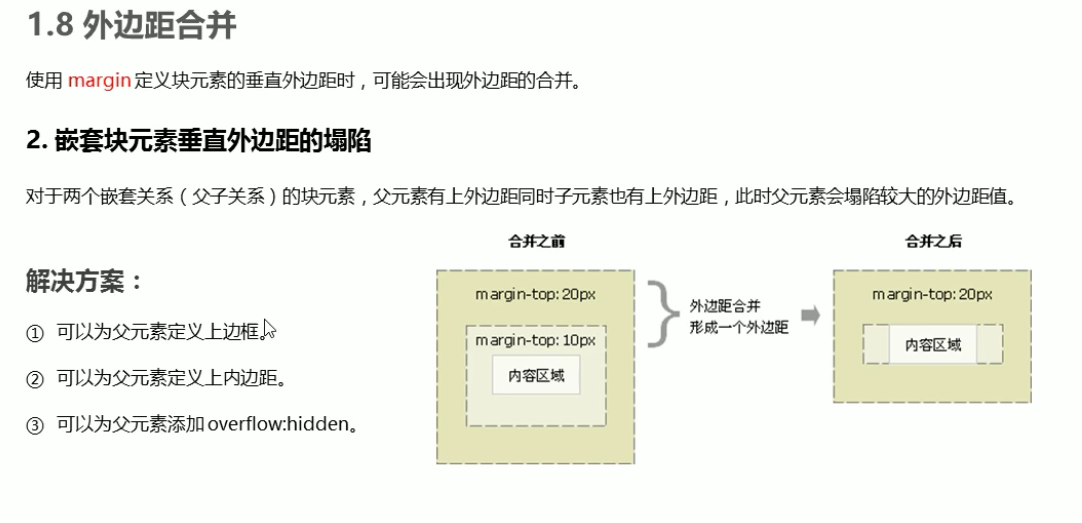 1.8 外边距合并
使用 margin 定义块元素的垂直外边距时，可能会出现外边距的合并。
2. 嵌套块元素垂直外边距的塌陷
对于两个嵌套关系（父子关系）的块元素，父元素有上外边距同时子元素也有上外边距，此时父元素会塌陷较大的外边距值。
解决方案：
① 可以为父元素定义上边框。
② 可以为父元素定义上内边距。
③ 可以为父元素添加overflow:hidden。
合并之前
margin-top: 20px
margin-top: 10px
内容区域
外边距合并
形成一个外边距
合并之后
margin-top: 20px
内容区域